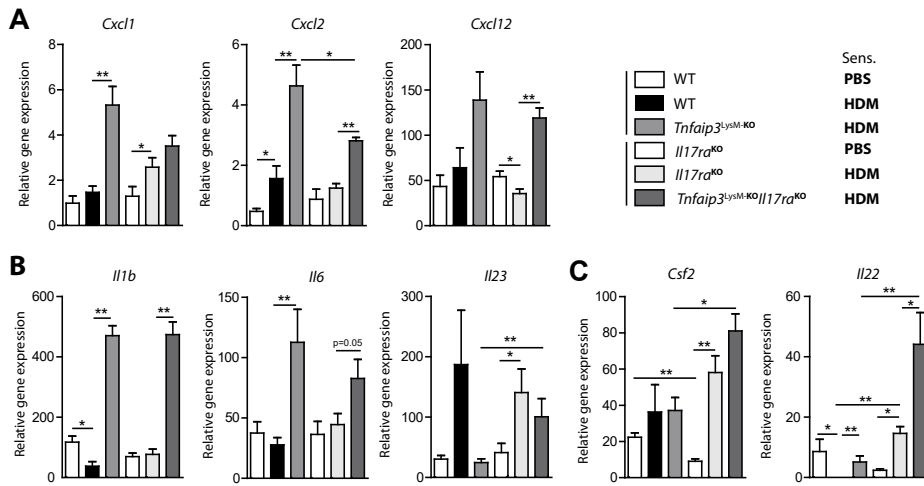 A
Cxcl1
Relative gene expression
8
6
4
2
0
**
*
Cxcl2
Relative gene expression
6
4
2
0
*
**
*
**
Cxcl12
Relative gene expression
200
150
100
50
0
*
**
Sens.
WT PBS
WT HDM
Tnfaip3LysM-KO HDM
Il17raKO PBS
Il17raKO HDM
Tnfaip3LysM-KOIl17raKO HDM
B
Il1b
Relative gene expression
600
400
200
0
*
**
**
Il6
Relative gene expression
150
100
50
0
**
p=0.05
Il23
Relative gene expression
300
200
100
0
**
*
C
Csf2
Relative gene expression
100
80
60
40
20
0
**
*
**
Il22
Relative gene expression
60
40
20
0
*
**
**
*
**
*